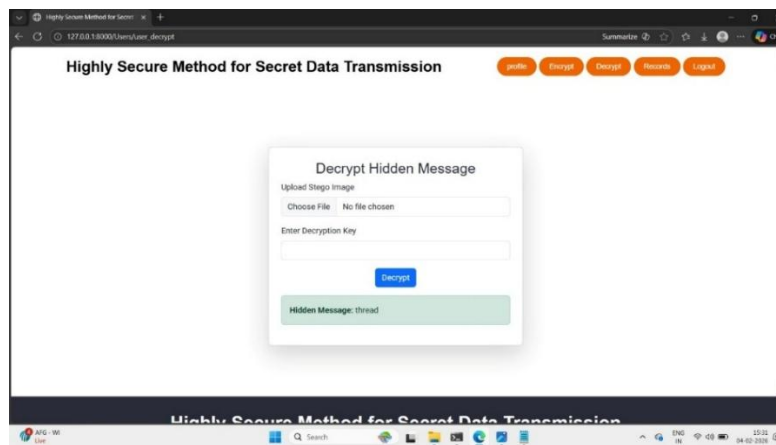 Highly Secure Method for Secret
127.0.0.1:8000/Users/user_decrypt
Summarize
Highly Secure Method for Secret Data Transmission
profile Encrypt Decrypt Records Logout
Decrypt Hidden Message
Upload Stego Image
Choose File No file chosen
Enter Decryption Key
Decrypt
Hidden Message: thread
Highly Secure Method for Secret Data Transmission
AFG - WI
Live
Search
ENG
IN
15:31
04-02-2026